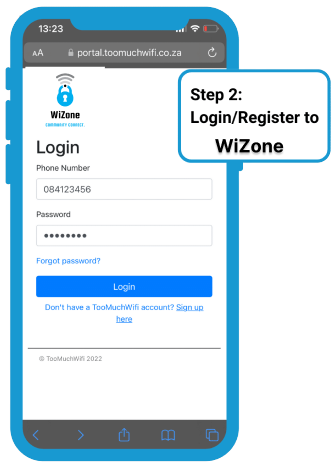 13:23
AA portal.toomuchwifi.co.za
WiZone
COMMUNITY CONNECT
Step 2:
Login/Register to
WiZone
Login
Phone Number
084123456
Password
Forgot password?
Login
Don't have a TooMuchWifi account? Sign up
here
© TooMuchWifi 2022